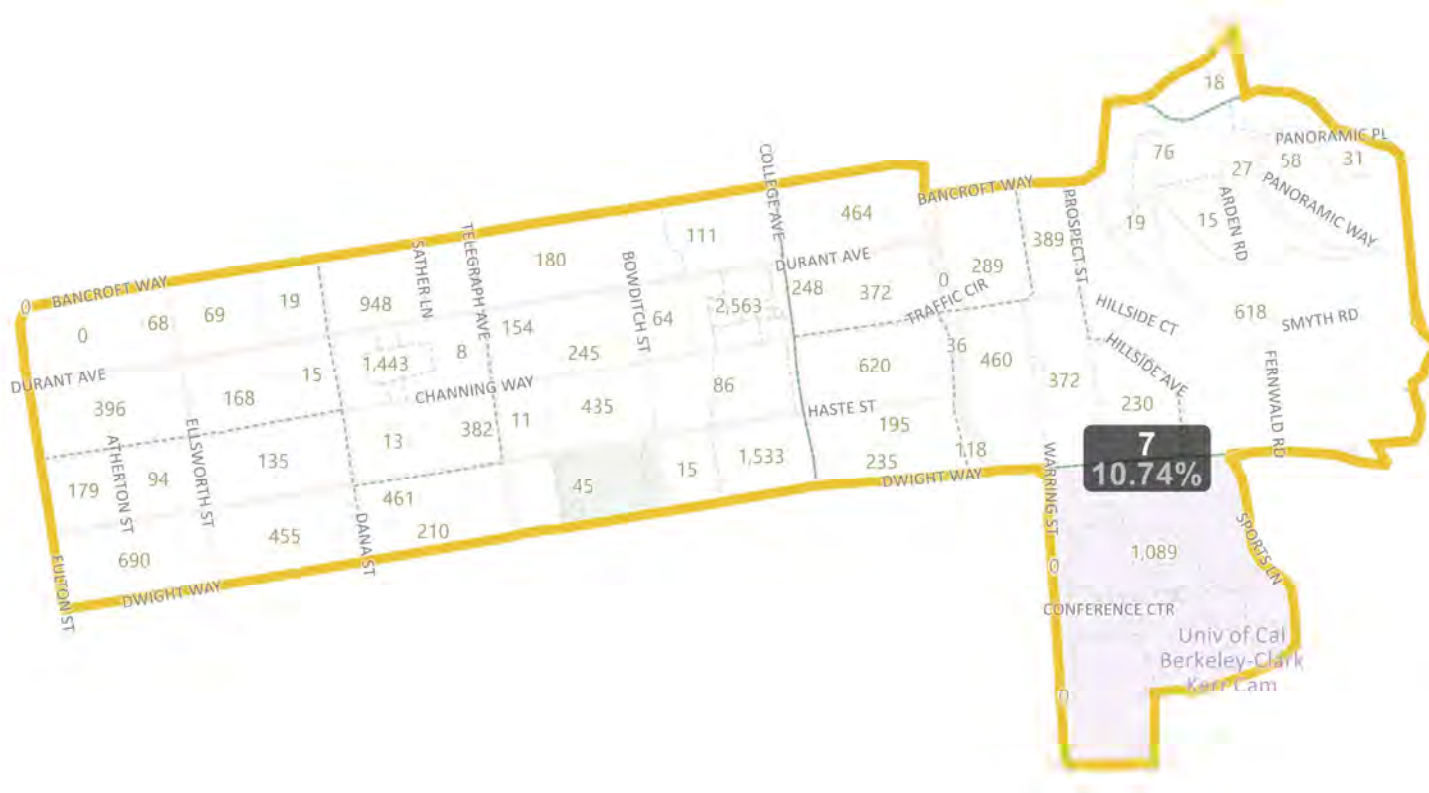 18
PANORAMIC PL
76
27
58
31
PANORAMIC WAY
ARDEN RD
19
15
COLLEGE AVE
BANCROFT WAY
PROSPECT ST
464
389
111
TELEGRAPH AVE
SATHER LN
180
BOWDITCH ST
DURANT AVE
289
0
248
372
TRAFFIC CIR
HILLSIDE CT
618
SMYTH RD
0
BANCROFT WAY
0
68
69
19
948
154
64
2,563
HILLSIDE AVE
FERNWALD RD
DURANT AVE
15
1,443
8
245
620
36
460
372
230
396
168
CHANNING WAY
86
HASTE ST
195
ATHERTON ST
ELLSWORTH ST
135
13
382
11
435
179
94
15
1,533
235
118
DWIGHT WAY
WARRING ST
7
10.74%
461
45
690
455
DANA ST
210
FULTON ST
DWIGHT WAY
SPORTS LN
1,089
0
CONFERENCE CTR
Univ of Cal
Berkeley-Clark
Kerr Cam
0